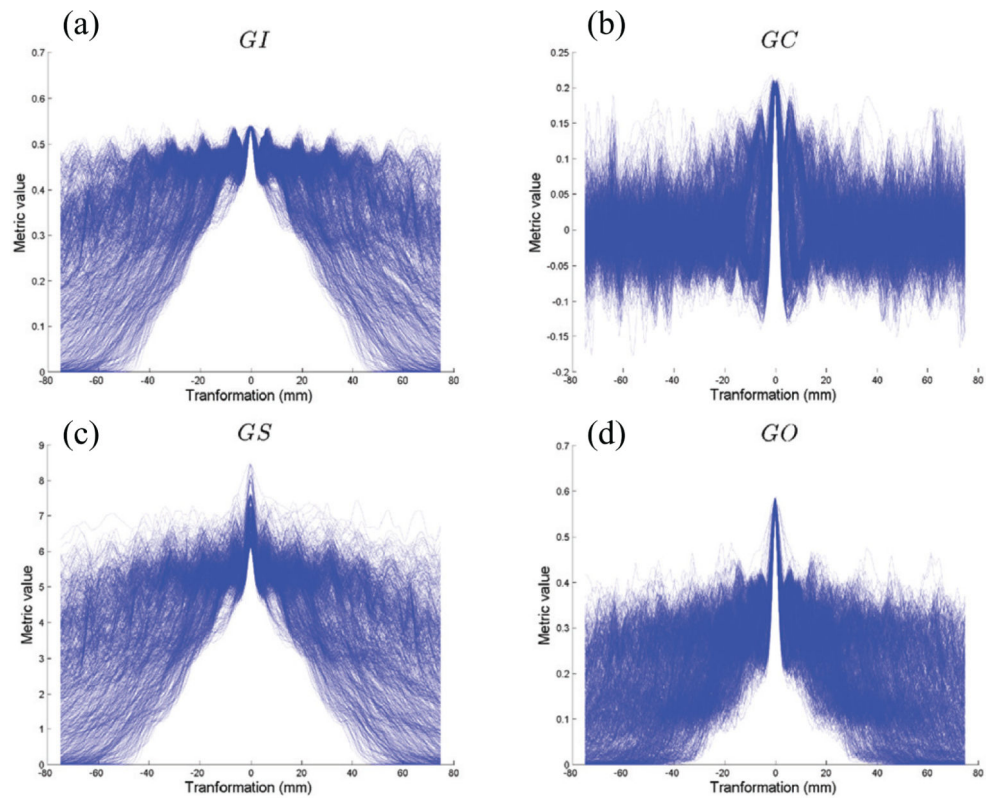 (a)
GI
0.7
0.6
0.5
0.4
0.3
0.2
0.1
0
Metric value
-80 -60 -40 -20 0 20 40 60 80
Tranformation (mm)
(b)
GC
0.25
0.2
0.15
0.1
0.05
0
-0.05
-0.1
-0.15
-0.2
Metric value
-80 -60 -40 -20 0 20 40 60 80
Tranformation (mm)
(c)
GS
9
8
7
6
5
4
3
2
1
0
Metric value
-80 -60 -40 -20 0 20 40 60 80
Tranformation (mm)
(d)
GO
0.7
0.6
0.5
0.4
0.3
0.2
0.1
0
Metric value
-80 -60 -40 -20 0 20 40 60 80
Tranformation (mm)